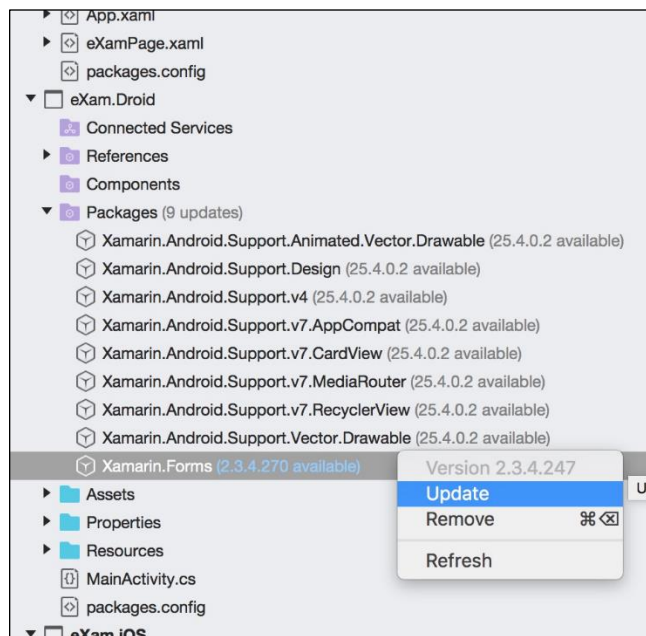 App.xaml
eXamPage.xaml
packages.config
eXam.Droid
Connected Services
References
Components
Packages (9 updates)
Xamarin.Android.Support.Animated.Vector.Drawable (25.4.0.2 available)
Xamarin.Android.Support.Design (25.4.0.2 available)
Xamarin.Android.Support.v4 (25.4.0.2 available)
Xamarin.Android.Support.v7.AppCompat (25.4.0.2 available)
Xamarin.Android.Support.v7.CardView (25.4.0.2 available)
Xamarin.Android.Support.v7.MediaRouter (25.4.0.2 available)
Xamarin.Android.Support.v7.RecyclerView (25.4.0.2 available)
Xamarin.Android.Support.Vector.Drawable (25.4.0.2 available)
Xamarin.Forms (2.3.4.270 available)
Version 2.3.4.247
Update
U
Remove ⌘⌫
Refresh
Assets
Properties
Resources
MainActivity.cs
packages.config
eXam.iOS